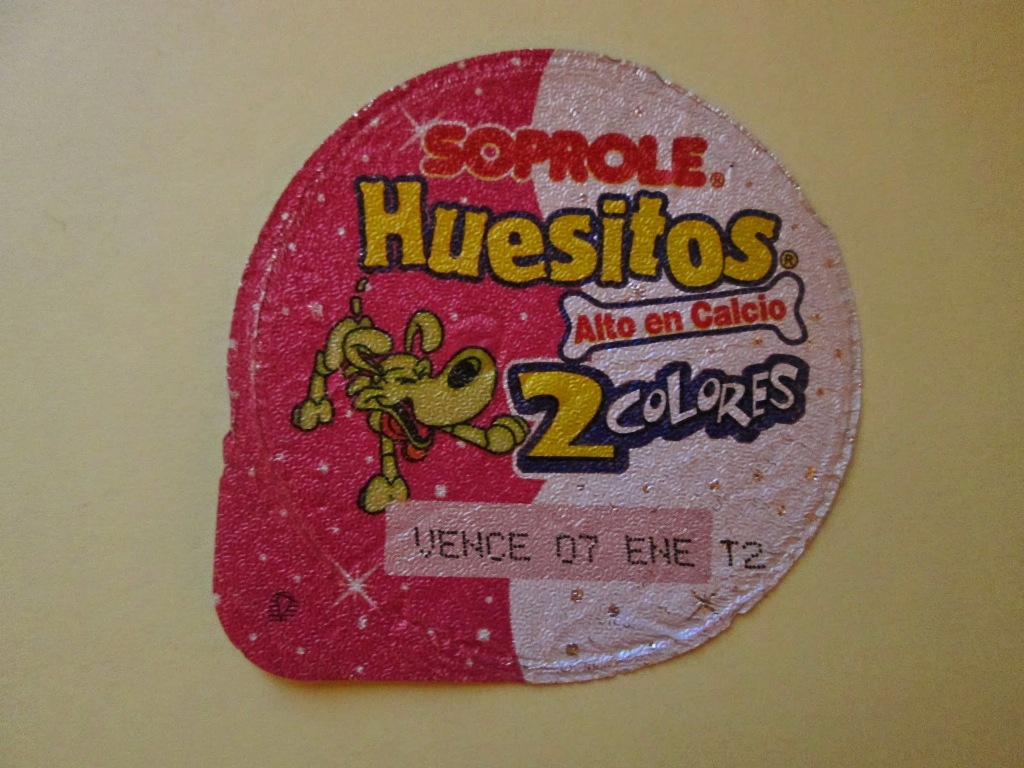 SOPROLE®
Huesitos®
Alto en Calcio
2 COLORES
VENCE 07 ENE T2